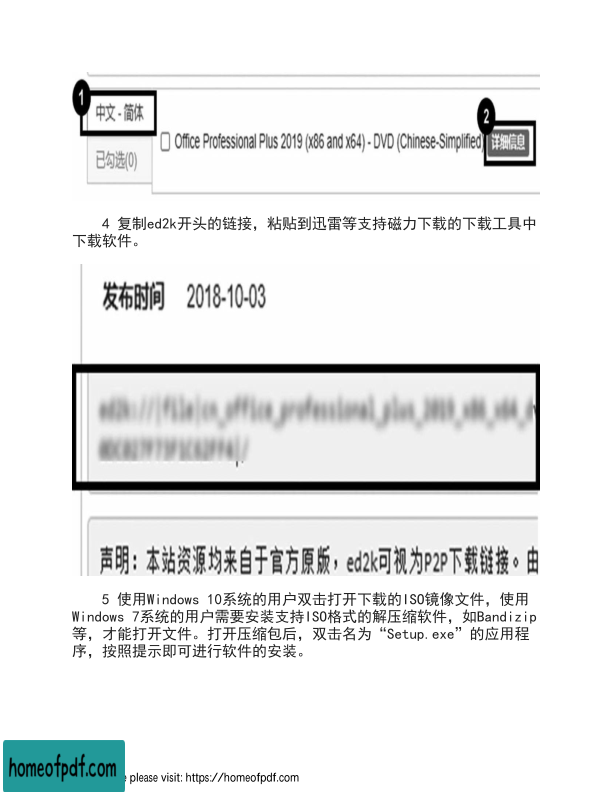 1
中文 - 简体
2
Office Professional Plus 2019 (x86 and x64) - DVD (Chinese-Simplified)
详细信息
已勾选(0)
4 复制ed2k开头的链接，粘贴到迅雷等支持磁力下载的下载工具中
下载软件。
发布时间 2018-10-03
ed2k://|file|cn_office_professional_plus_2019_x86_x64_d
声明：本站资源均来自于官方原版，ed2k可视为P2P下载链接。由
5 使用Windows 10系统的用户双击打开下载的ISO镜像文件，使用
Windows 7系统的用户需要安装支持ISO格式的解压缩软件，如Bandizip
等，才能打开文件。打开压缩包后，双击名为“Setup.exe”的应用程
序，按照提示即可进行软件的安装。
homeofpdf.com
please visit: https://homeofpdf.com